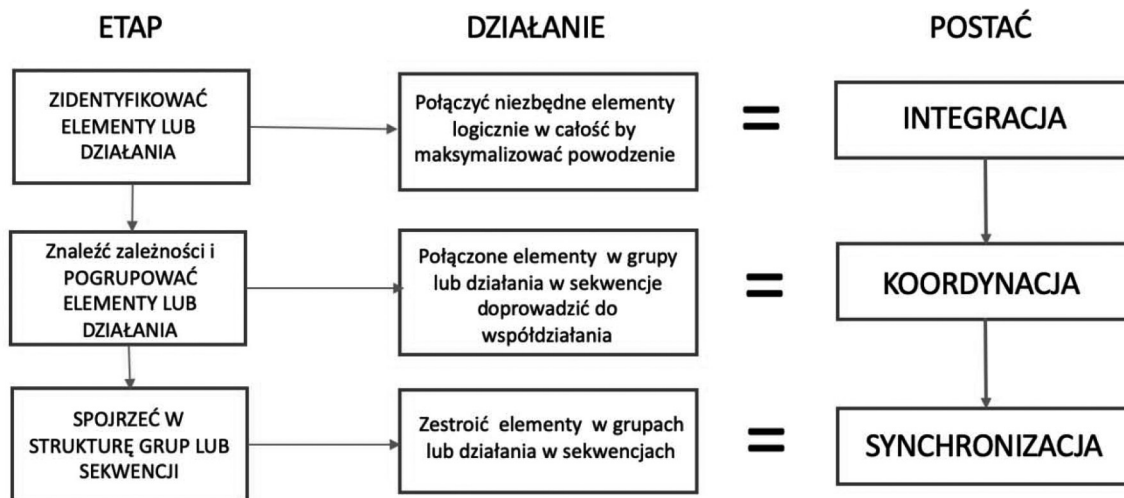 ETAP
DZIAŁANIE
POSTAĆ
ZIDENTYFIKOWAĆ
ELEMENTY LUB
DZIAŁANIA
Połączyć niezbędne elementy
logicznie w całość by
maksymalizować powodzenie
=
INTEGRACJA
Znaleźć zależności i
POGRUPOWAĆ
ELEMENTY LUB
DZIAŁANIA
Połączone elementy w grupy
lub działania w sekwencje
doprowadzić do
współdziałania
=
KOORDYNACJA
SPOJRZEĆ W
STRUKTURĘ GRUP LUB
SEKWENCJI
Zestroić elementy w grupach
lub działania w sekwencjach
=
SYNCHRONIZACJA